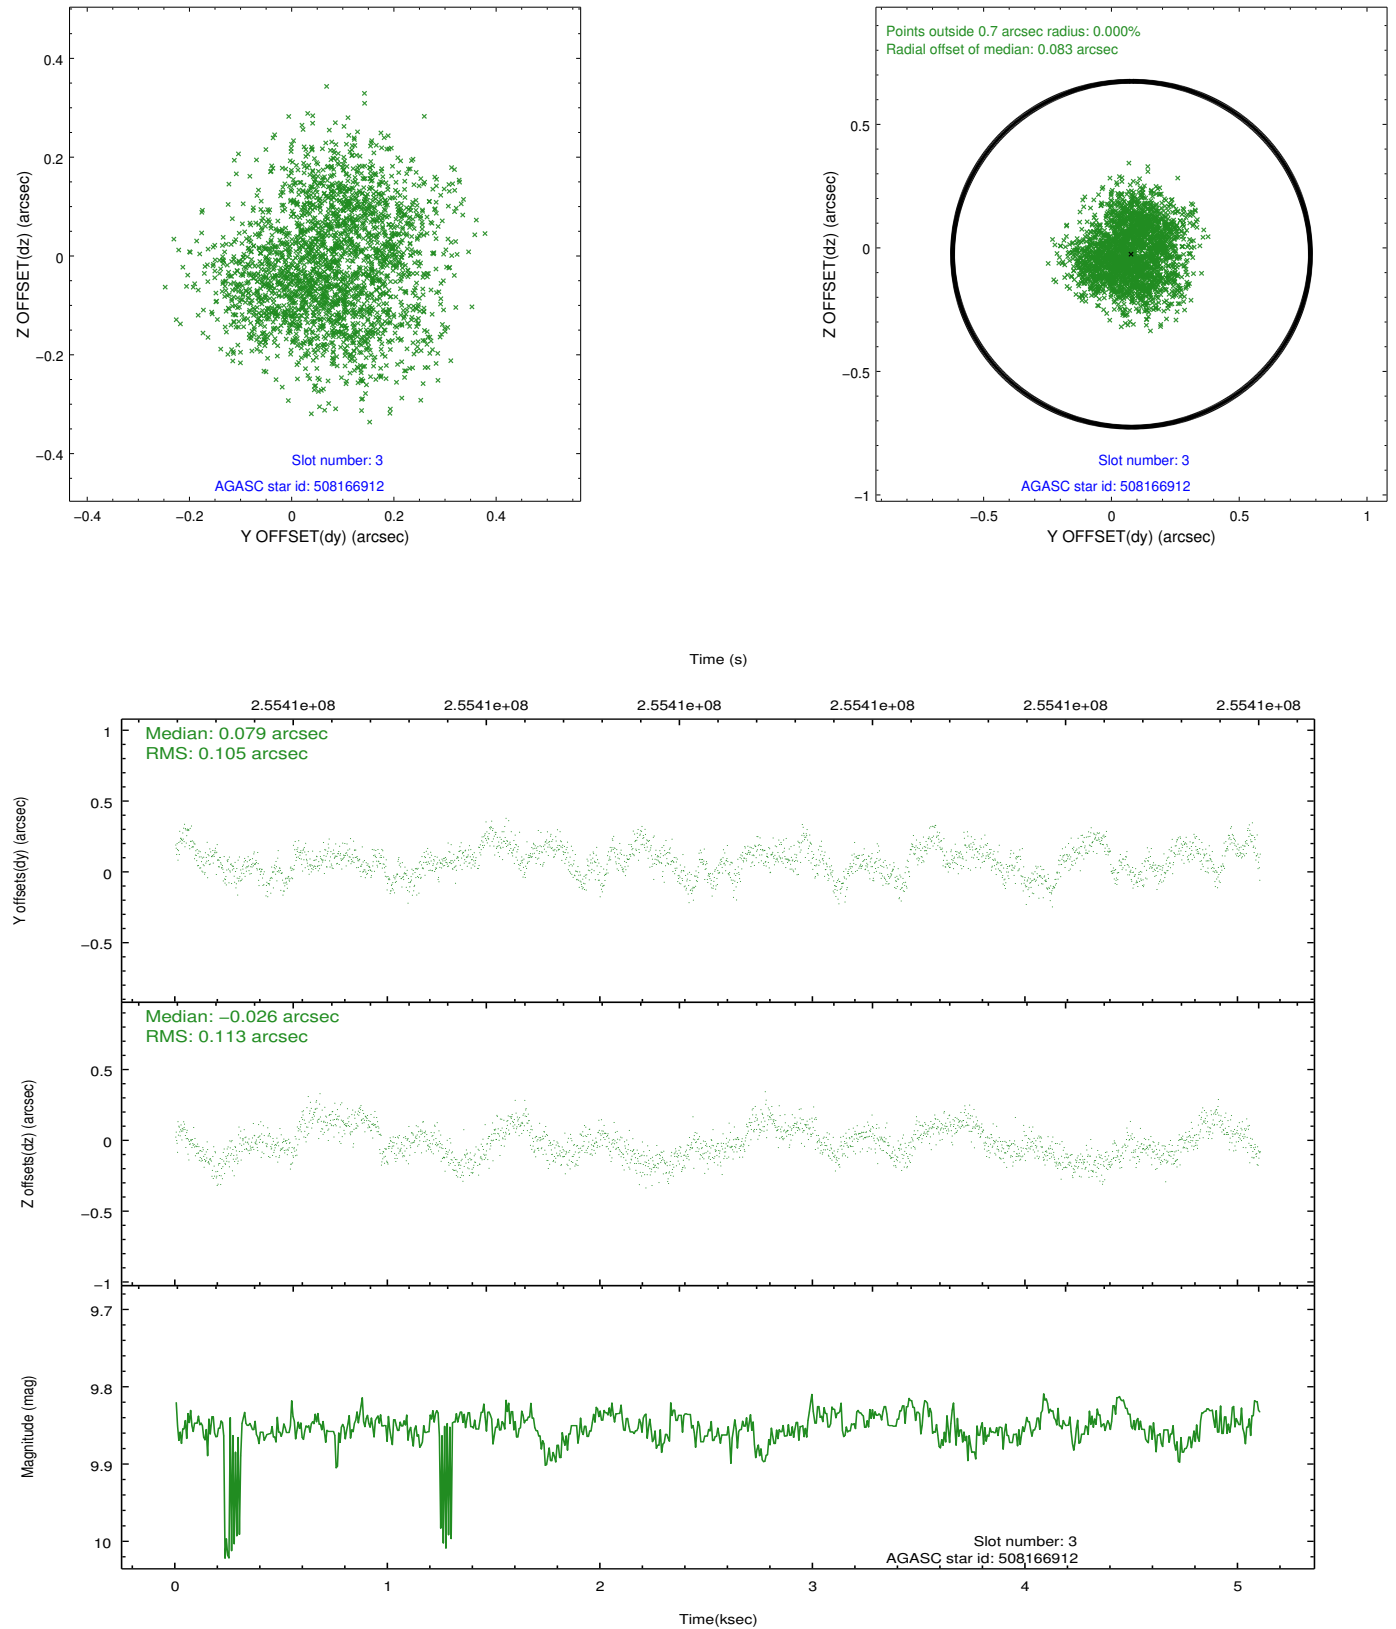 0.4
0.2
0
−0.2
−0.4
Z OFFSET(dz) (arcsec)
−0.4
−0.2
0
0.2
0.4
Y OFFSET(dy) (arcsec)
Slot number: 3
AGASC star id: 508166912
Points outside 0.7 arcsec radius: 0.000%
Radial offset of median: 0.083 arcsec
0.5
0
−0.5
−1
Z OFFSET(dz) (arcsec)
−0.5
0
0.5
1
Y OFFSET(dy) (arcsec)
Slot number: 3
AGASC star id: 508166912
Time (s)
2.5541e+08
2.5541e+08
2.5541e+08
2.5541e+08
2.5541e+08
2.5541e+08
Median: 0.079 arcsec
RMS: 0.105 arcsec
1
0.5
0
−0.5
Y offsets(dy) (arcsec)
Median: −0.026 arcsec
RMS: 0.113 arcsec
0.5
0
−0.5
−1
Z offsets(dz) (arcsec)
9.7
9.8
9.9
10
Magnitude (mag)
Slot number: 3
AGASC star id: 508166912
0
1
2
3
4
5
Time(ksec)